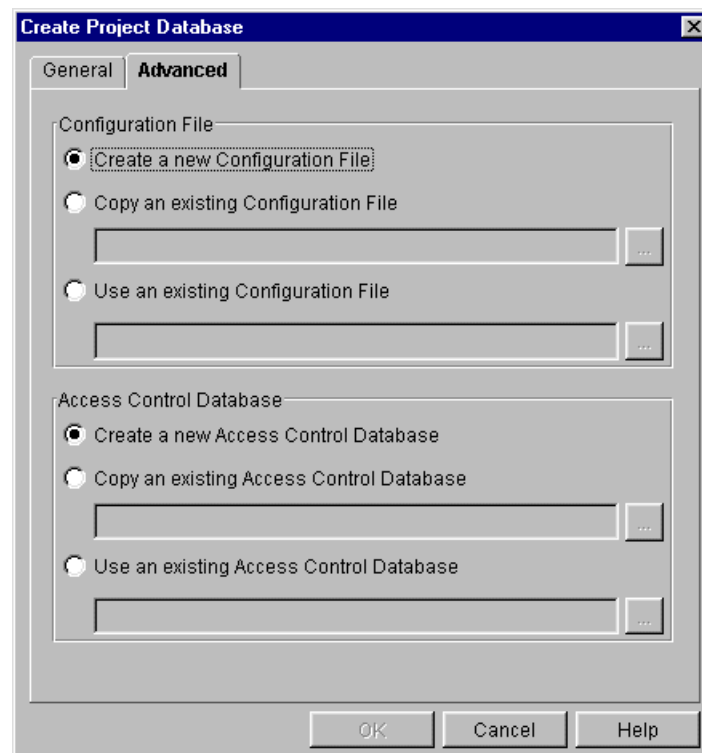 Create Project Database
General Advanced
Configuration File
Create a new Configuration File
Copy an existing Configuration File
...
Use an existing Configuration File
...
Access Control Database
Create a new Access Control Database
Copy an existing Access Control Database
...
Use an existing Access Control Database
...
OK Cancel Help